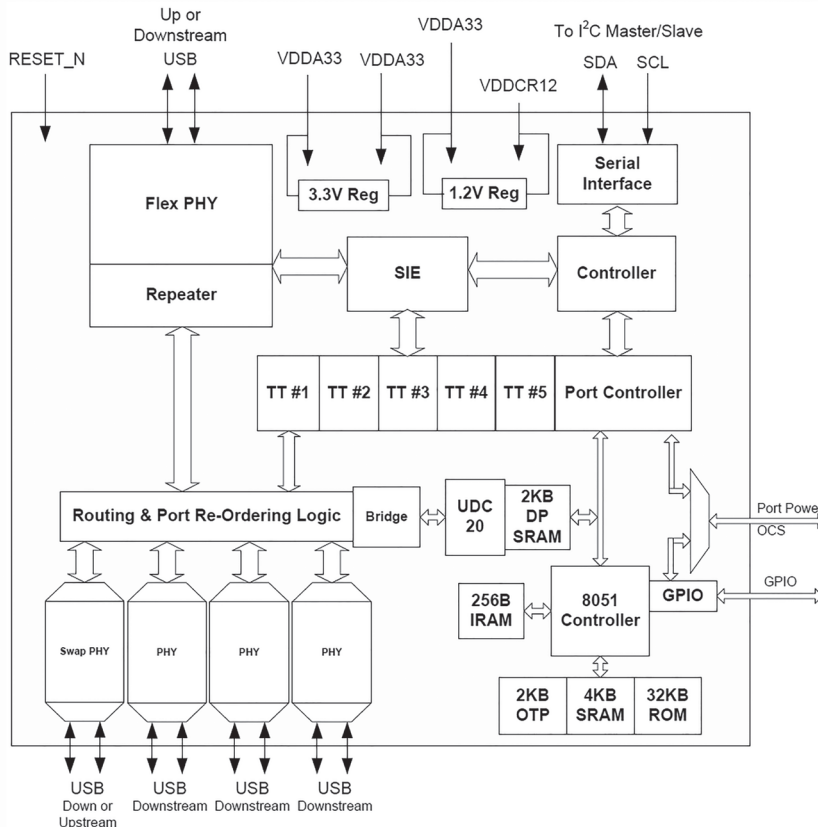 Up or
Downstream
USB
RESET_N
VDDA33
VDDA33
VDDA33
VDDCR12
To I²C Master/Slave
SDA
SCL
Flex PHY
3.3V Reg
1.2V Reg
Serial
Interface
Repeater
SIE
Controller
TT #1
TT #2
TT #3
TT #4
TT #5
Port Controller
Routing & Port Re-Ordering Logic
Bridge
UDC
20
2KB
DP
SRAM
Port Power
OCS
GPIO
256B
IRAM
8051
Controller
GPIO
Swap PHY
PHY
PHY
PHY
2KB
OTP
4KB
SRAM
32KB
ROM
USB
Down or
Upstream
USB
Downstream
USB
Downstream
USB
Downstream